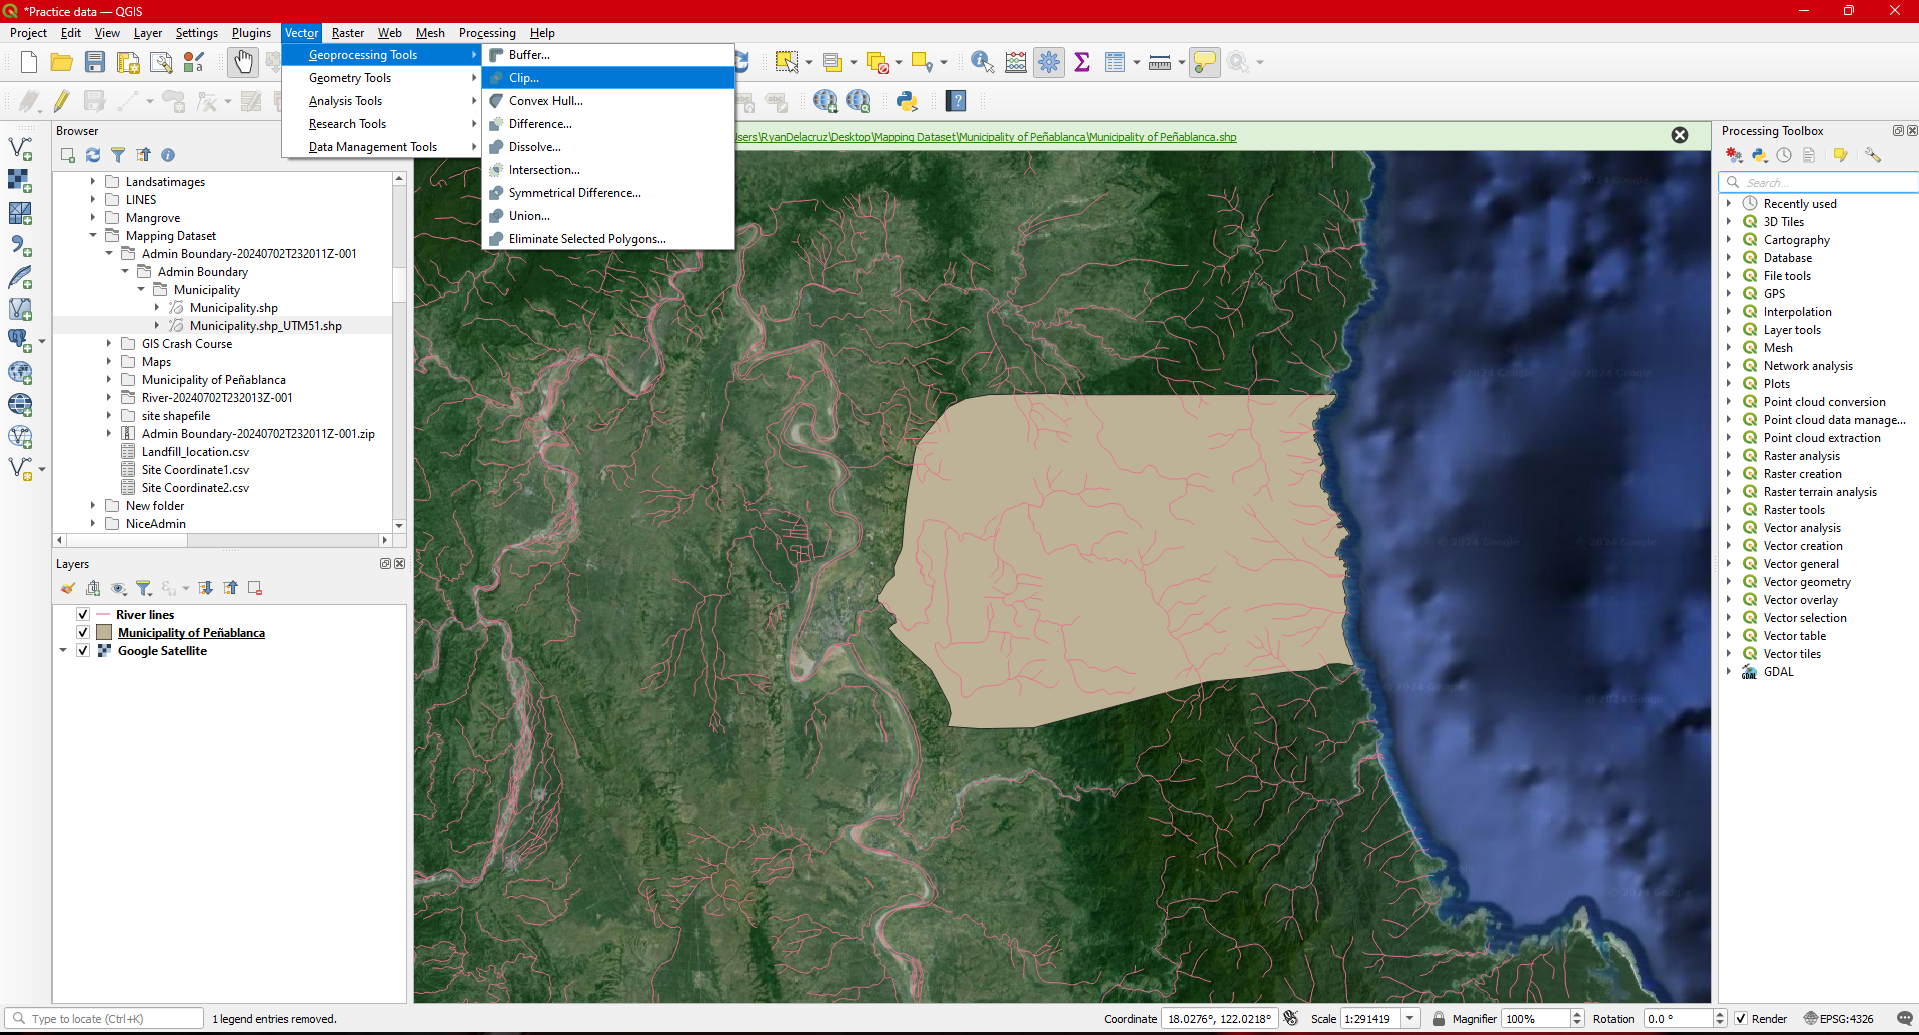 *Practice data — QGIS
Project Edit View Layer Settings Plugins Vector Raster Web Mesh Processing Help
Geoprocessing Tools
Geometry Tools
Analysis Tools
Research Tools
Data Management Tools
Buffer...
Clip...
Convex Hull...
Difference...
Dissolve...
Intersection...
Symmetrical Difference...
Union...
Eliminate Selected Polygons...
sers\RyanDelacruz\Desktop\Mapping Dataset\Municipality of Peñablanca\Municipality of Peñablanca.shp
Browser
Landsatimages
LINES
Mangrove
Mapping Dataset
Admin Boundary-20240702T232011Z-001
Admin Boundary
Municipality
Municipality.shp
Municipality.shp_UTM51.shp
GIS Crash Course
Maps
Municipality of Peñablanca
River-20240702T232013Z-001
site shapefile
Admin Boundary-20240702T232011Z-001.zip
Landfill_location.csv
Site Coordinate1.csv
Site Coordinate2.csv
New folder
NiceAdmin
Layers
River lines
Municipality of Peñablanca
Google Satellite
Processing Toolbox
Search...
Recently used
3D Tiles
Cartography
Database
File tools
GPS
Interpolation
Layer tools
Mesh
Network analysis
Plots
Point cloud conversion
Point cloud data manage...
Point cloud extraction
Raster analysis
Raster creation
Raster terrain analysis
Raster tools
Vector analysis
Vector creation
Vector general
Vector geometry
Vector overlay
Vector selection
Vector table
Vector tiles
GDAL
Type to locate (Ctrl+K) 1 legend entries removed. Coordinate 18.0276°, 122.0218° Scale 1:291419 Magnifier 100% Rotation 0.0 ° Render EPSG:4326